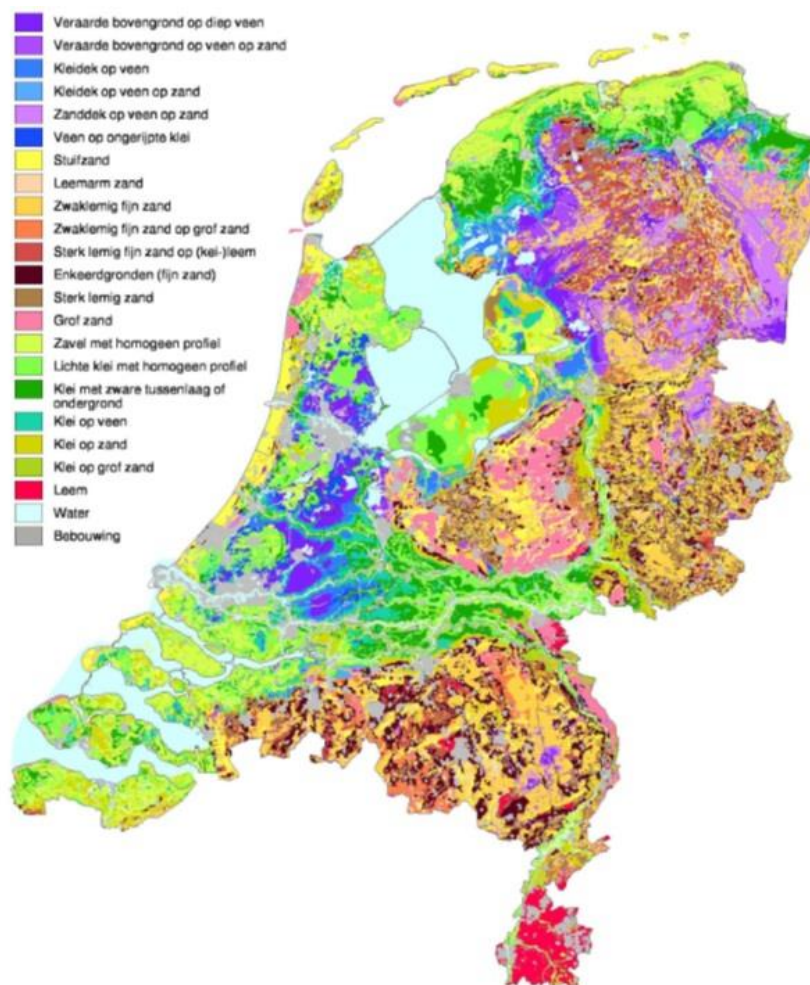 Veraarde bovengrond op diep veen
Veraarde bovengrond op veen op zand
Kleidek op veen
Kleidek op veen op zand
Zanddek op veen op zand
Veen op ongerijpte klei
Stuifzand
Leemarm zand
Zwaklemig fijn zand
Zwaklemig fijn zand op grof zand
Sterk lemig fijn zand op (kei-)leem
Enkeerdgronden (fijn zand)
Sterk lemig zand
Grof zand
Zavel met homogeen profiel
Lichte klei met homogeen profiel
Klei met zware tussenlaag of
ondergrond
Klei op veen
Klei op zand
Klei op grof zand
Leem
Water
Bebouwing